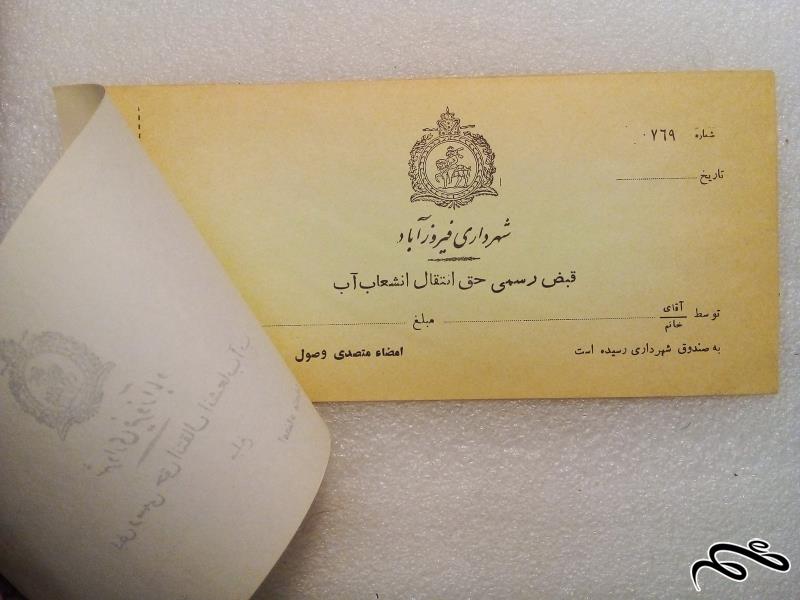 شماره ۰۷۶۹
تاریخ
شهرداری فیروزآباد
قبض رسمی حق انتقال انشعاب آب
توسط آقای خانم مبلغ
به صندوق شهرداری رسیده است امضاء متصدی وصول